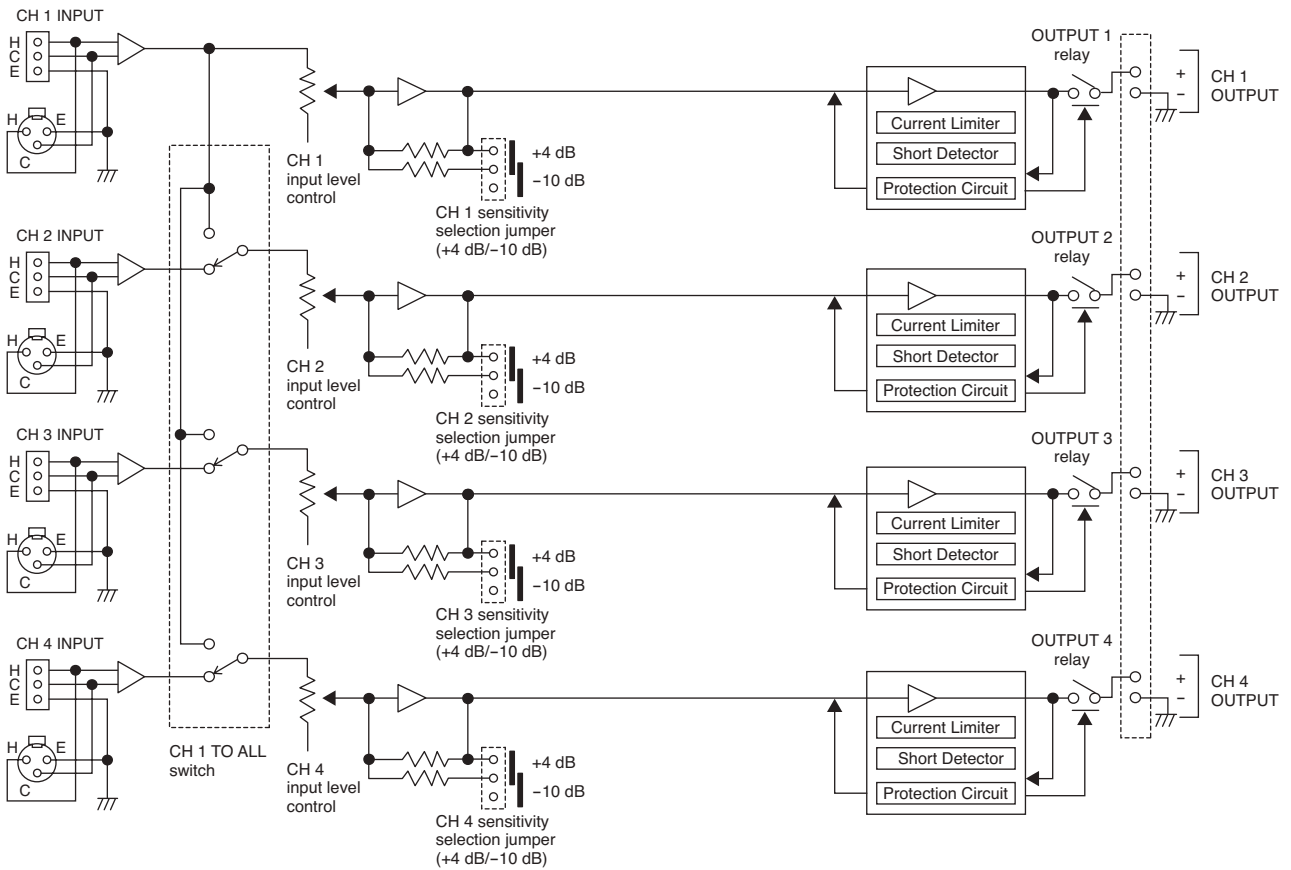 CH 1 INPUT
H
C
E
H
E
C
CH 1
input level
control
+4 dB
−10 dB
CH 1 sensitivity
selection jumper
(+4 dB/−10 dB)
Current Limiter
Short Detector
Protection Circuit
OUTPUT 1
relay
+
−
CH 1
OUTPUT
CH 2 INPUT
H
C
E
H
E
C
CH 2
input level
control
+4 dB
−10 dB
CH 2 sensitivity
selection jumper
(+4 dB/−10 dB)
Current Limiter
Short Detector
Protection Circuit
OUTPUT 2
relay
+
−
CH 2
OUTPUT
CH 3 INPUT
H
C
E
H
E
C
CH 3
input level
control
+4 dB
−10 dB
CH 3 sensitivity
selection jumper
(+4 dB/−10 dB)
Current Limiter
Short Detector
Protection Circuit
OUTPUT 3
relay
+
−
CH 3
OUTPUT
CH 4 INPUT
H
C
E
H
E
C
CH 1 TO ALL
switch
CH 4
input level
control
+4 dB
−10 dB
CH 4 sensitivity
selection jumper
(+4 dB/−10 dB)
Current Limiter
Short Detector
Protection Circuit
OUTPUT 4
relay
+
−
CH 4
OUTPUT